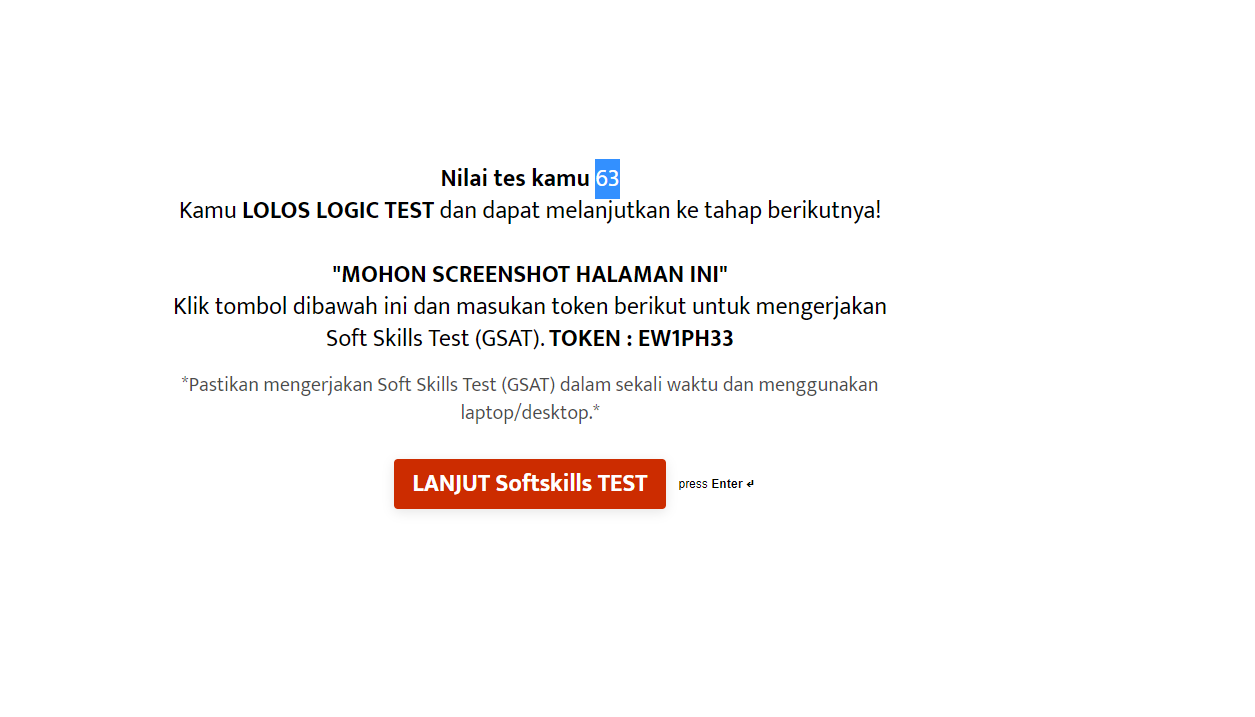 Nilai tes kamu 63
Kamu LOLOS LOGIC TEST dan dapat melanjutkan ke tahap berikutnya!
"MOHON SCREENSHOT HALAMAN INI"
Klik tombol dibawah ini dan masukan token berikut untuk mengerjakan
Soft Skills Test (GSAT). TOKEN : EW1PH33
*Pastikan mengerjakan Soft Skills Test (GSAT) dalam sekali waktu dan menggunakan
laptop/desktop.*
LANJUT Softskills TEST press Enter ↵